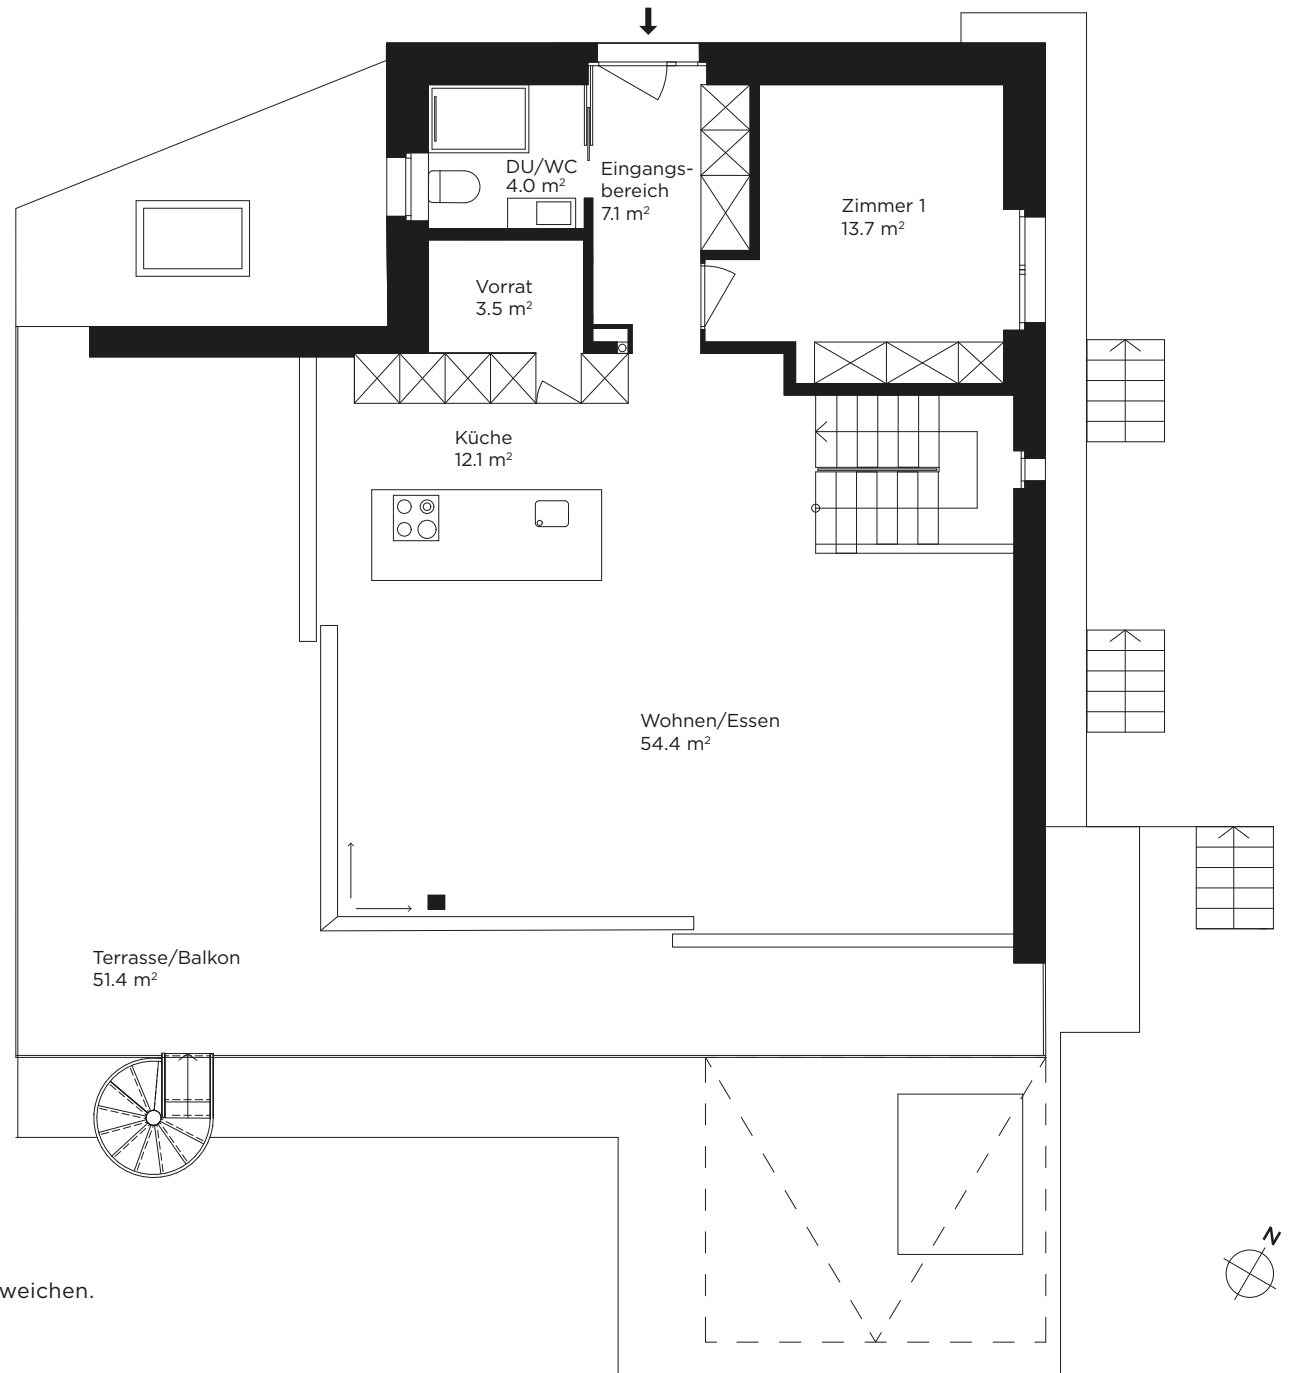 DU/WC
4.0 m²
Eingangs-
bereich
7.1 m²
Zimmer 1
13.7 m²
Vorrat
3.5 m²
Küche
12.1 m²
Wohnen/Essen
54.4 m²
Terrasse/Balkon
51.4 m²
N
weichen.